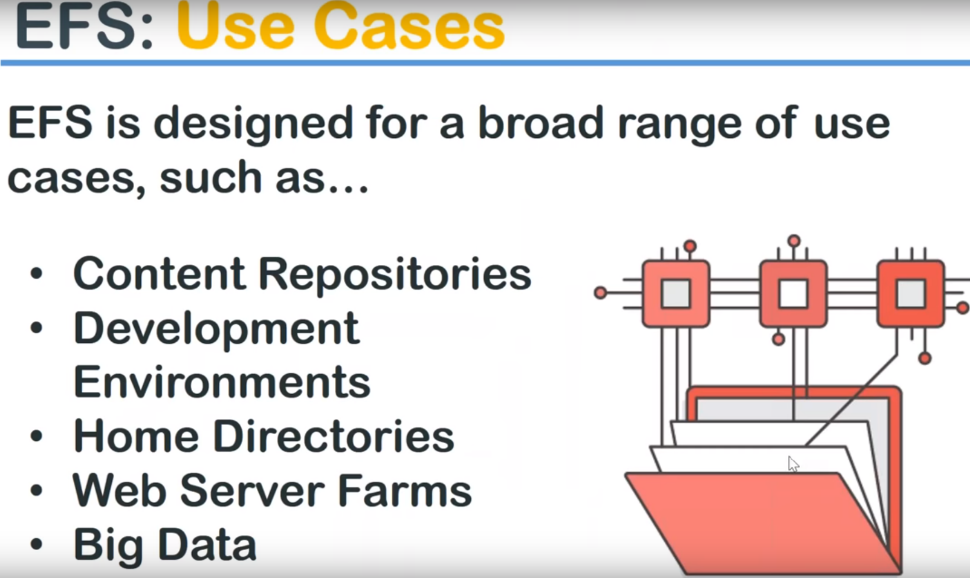 EFS: Use Cases
EFS is designed for a broad range of use
cases, such as...
• Content Repositories
• Development
Environments
• Home Directories
• Web Server Farms
• Big Data